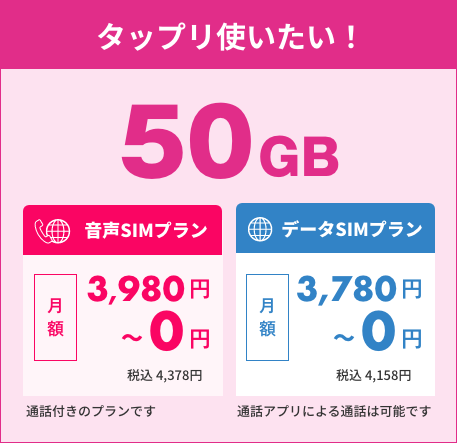 タップリ使いたい！
50GB
音声SIMプラン
月額
3,980円
～0円
税込 4,378円
通話付きのプランです
データSIMプラン
月額
3,780円
～0円
税込 4,158円
通話アプリによる通話は可能です